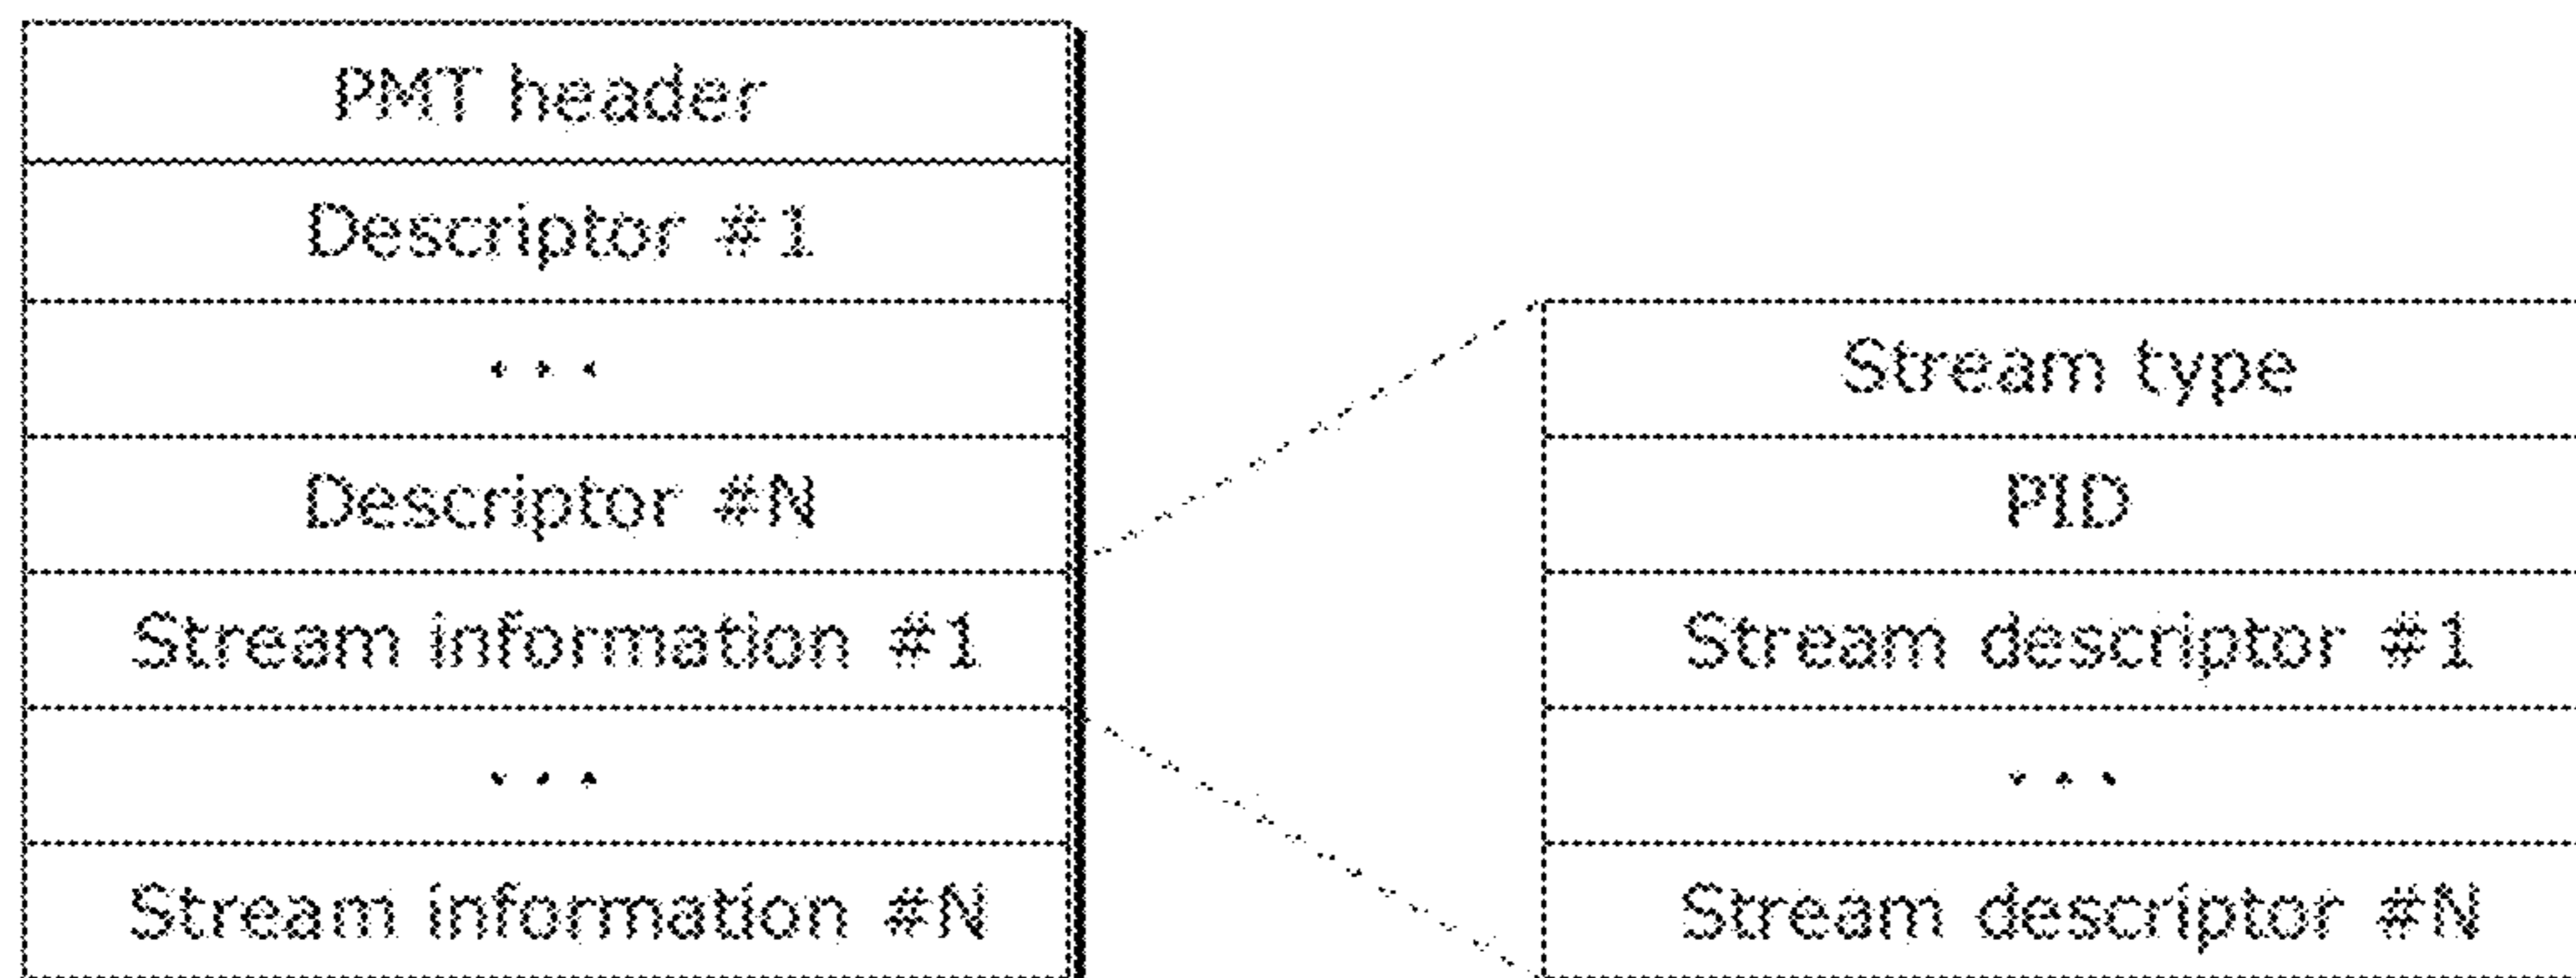 PMT header
Descriptor #1
...
Descriptor #N
Stream information #1
...
Stream information #N
Stream type
PID
Stream descriptor #1
...
Stream descriptor #N